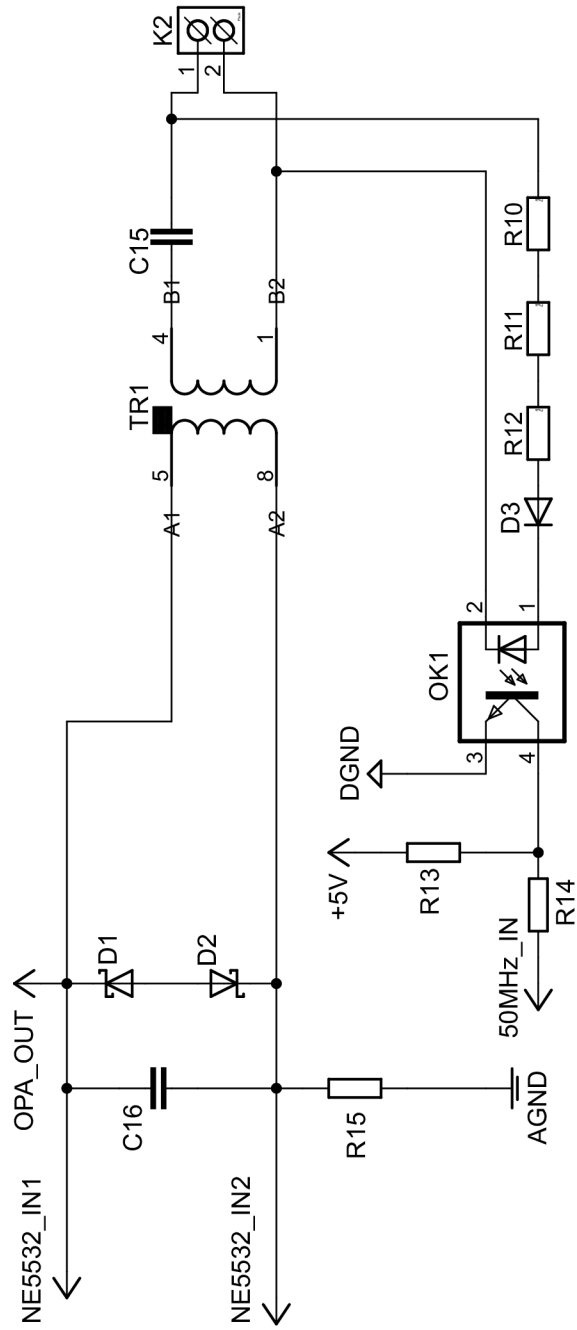 K2
1
2
C15
B1
B2
4
1
TR1
5
8
A1
A2
R10
R11
R12
D3
OK1
2
1
3
4
DGND
+5V
R13
R14
50MHz_IN
OPA_OUT
D1
D2
C16
R15
AGND
NE5532_IN1
NE5532_IN2